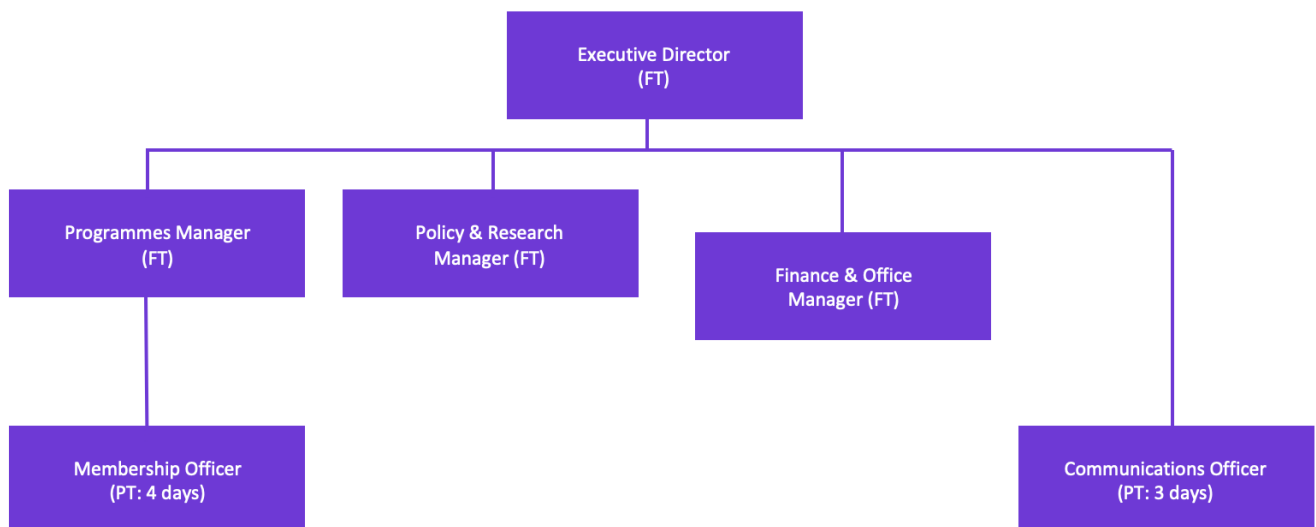 Executive Director
(FT)
Programmes Manager
(FT)
Policy & Research
Manager (FT)
Finance & Office
Manager (FT)
Membership Officer
(PT: 4 days)
Communications Officer
(PT: 3 days)